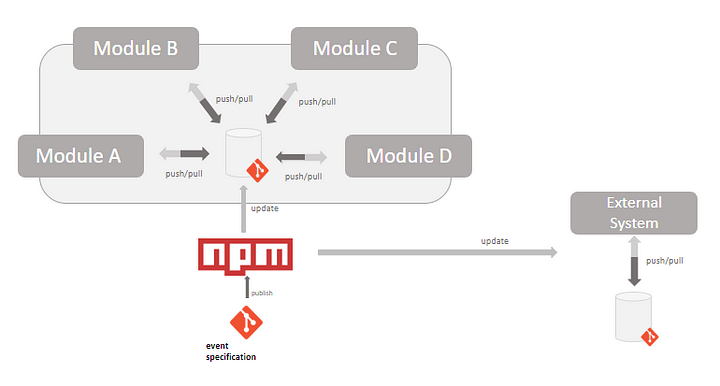 Module B
Module C
push/pull
push/pull
Module A
Module D
push/pull
push/pull
update
External
System
npm
update
push/pull
publish
event
specification